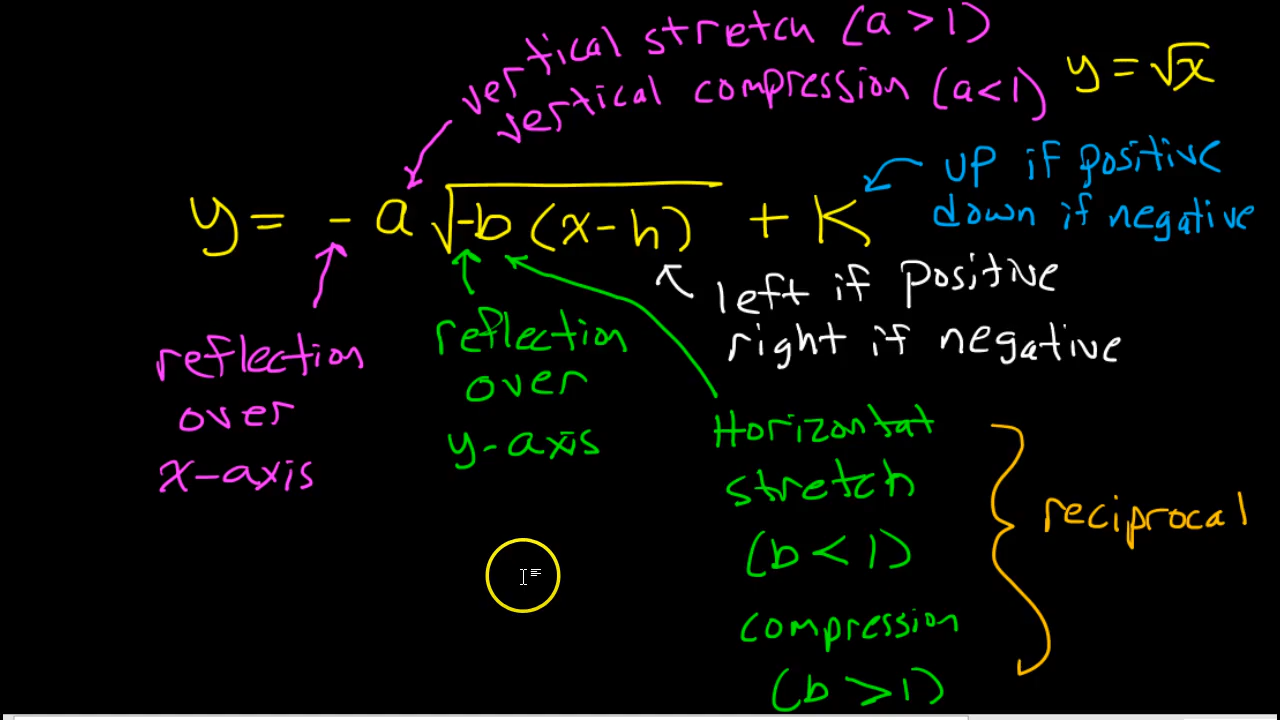 vertical stretch (a > 1)
vertical compression (a < 1)
y = √x
y = - a √-b (x - h) + K
up if positive
down if negative
left if positive
right if negative
reflection
over
x-axis
reflection
over
y-axis
Horizontal
stretch
(b < 1)
compression
(b > 1)
reciprocal